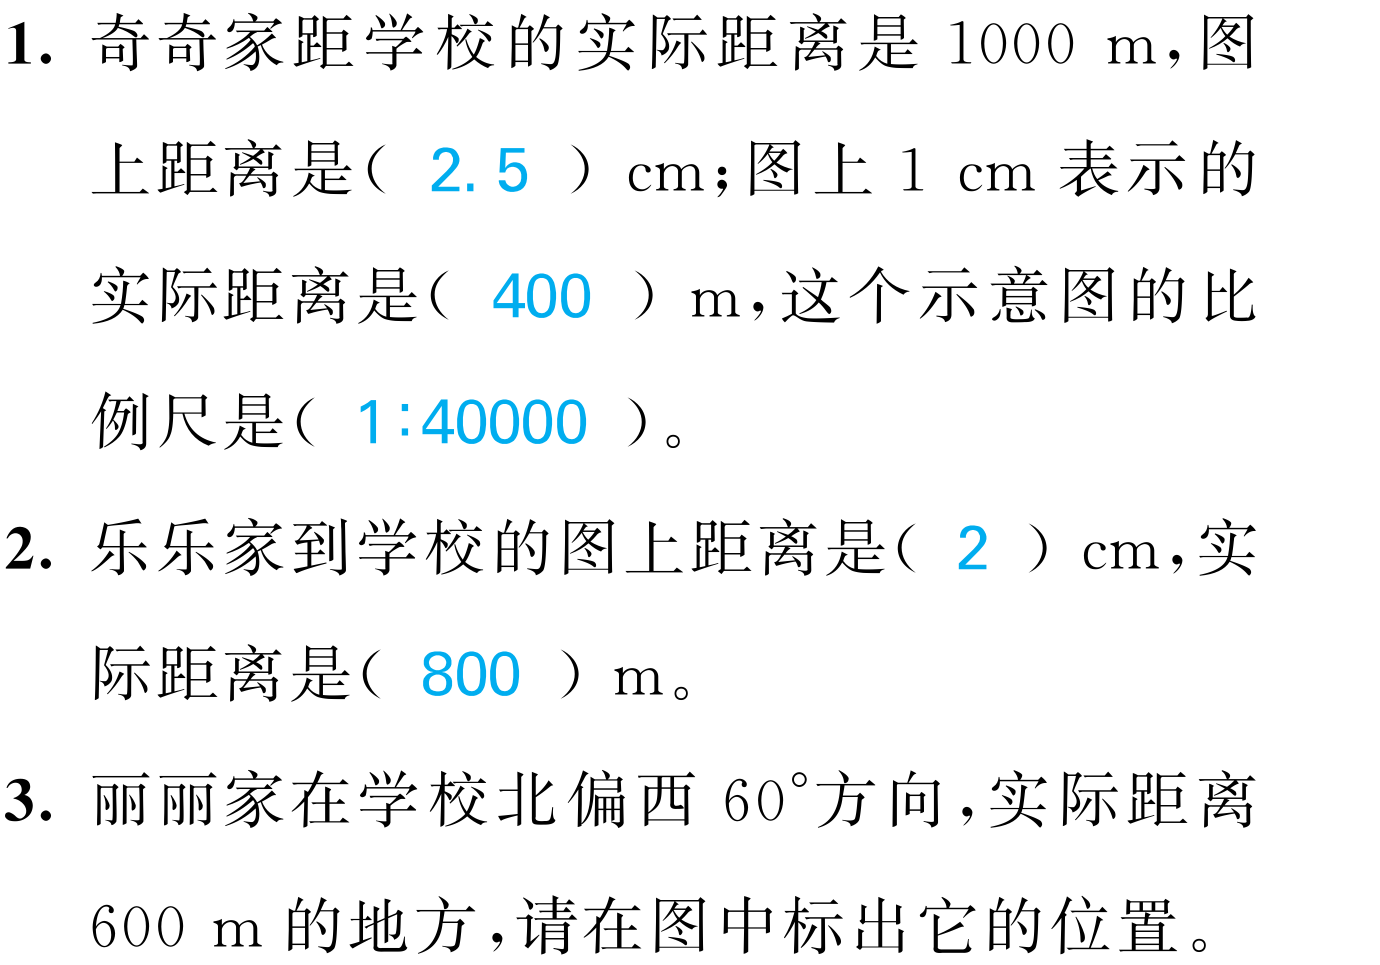 1. 奇奇家距学校的实际距离是 1000 m,图
上距离是( 2.5 ) cm;图上 1 cm 表示的
实际距离是( 400 ) m,这个示意图的比
例尺是( 1∶40000 )。
2. 乐乐家到学校的图上距离是( 2 ) cm,实
际距离是( 800 ) m。
3. 丽丽家在学校北偏西 60°方向,实际距离
600 m 的地方,请在图中标出它的位置。